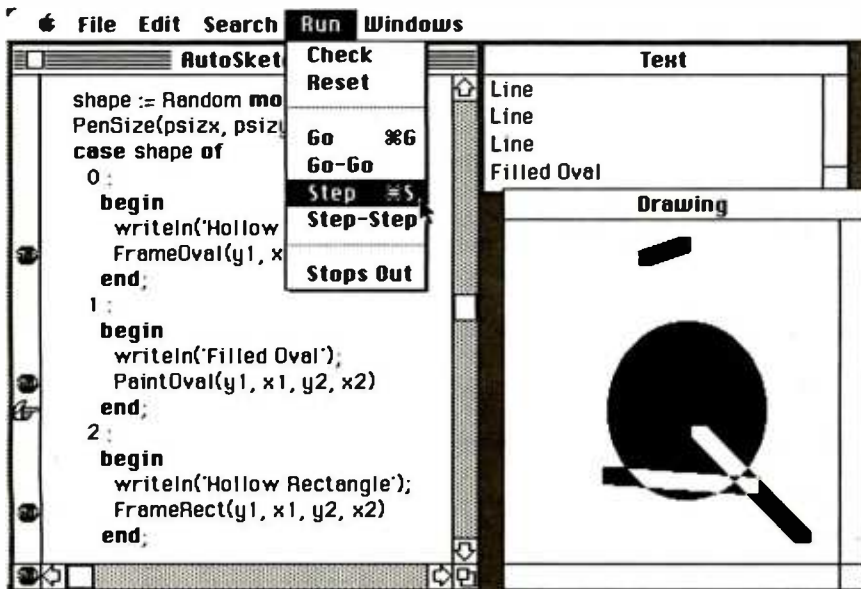 File Edit Search Run Windows
AutoSket
Check
Reset
Go ⌘G
Go-Go
Step ⌘S
Step-Step
Stops Out
shape := Random mo
PenSize(psizx, psizy
case shape of
0 :
begin
writeln('Hollow
FrameOval(y1, x
end;
1 :
begin
writeln('Filled Oval');
PaintOval(y1, x1, y2, x2)
end;
2 :
begin
writeln('Hollow Rectangle');
FrameRect(y1, x1, y2, x2)
end;
Text
Line
Line
Line
Filled Oval
Drawing